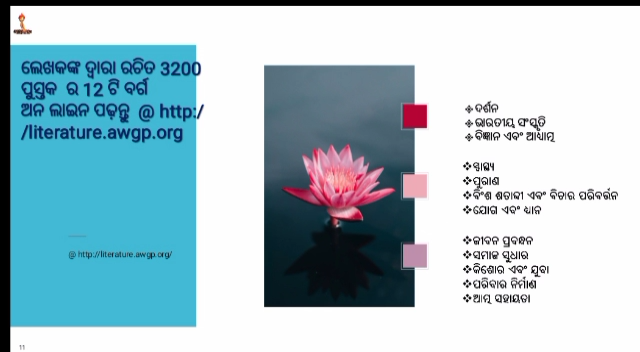 ଲେଖକଙ୍କ ଦ୍ୱାରା ରଚିତ 3200
ପୁସ୍ତକ ର 12 ଟି ବର୍ଗ
ଅନ ଲାଇନ ପଢ଼ନ୍ତୁ @ http:/
/literature.awgp.org
@ http://literature.awgp.org/
❖ଦର୍ଶନ
❖ଭାରତୀୟ ସଂସ୍କୃତି
❖ବିଜ୍ଞାନ ଏବଂ ଆଧ୍ୟାତ୍ମ
❖ସ୍ୱାସ୍ଥ୍ୟ
❖ପୁରାଣ
❖ବିଂଶ ଶତାବ୍ଦୀ ଏବଂ ବିଚାର ପରିବର୍ତ୍ତନ
❖ଯୋଗ ଏବଂ ଧ୍ୟାନ
❖ଜୀବନ ପ୍ରବନ୍ଧନ
❖ସମାଜ ସୁଧାର
❖କିଶୋର ଏବଂ ଯୁବା
❖ପରିବାର ନିର୍ମାଣ
❖ଆତ୍ମ ସହାୟତା
11